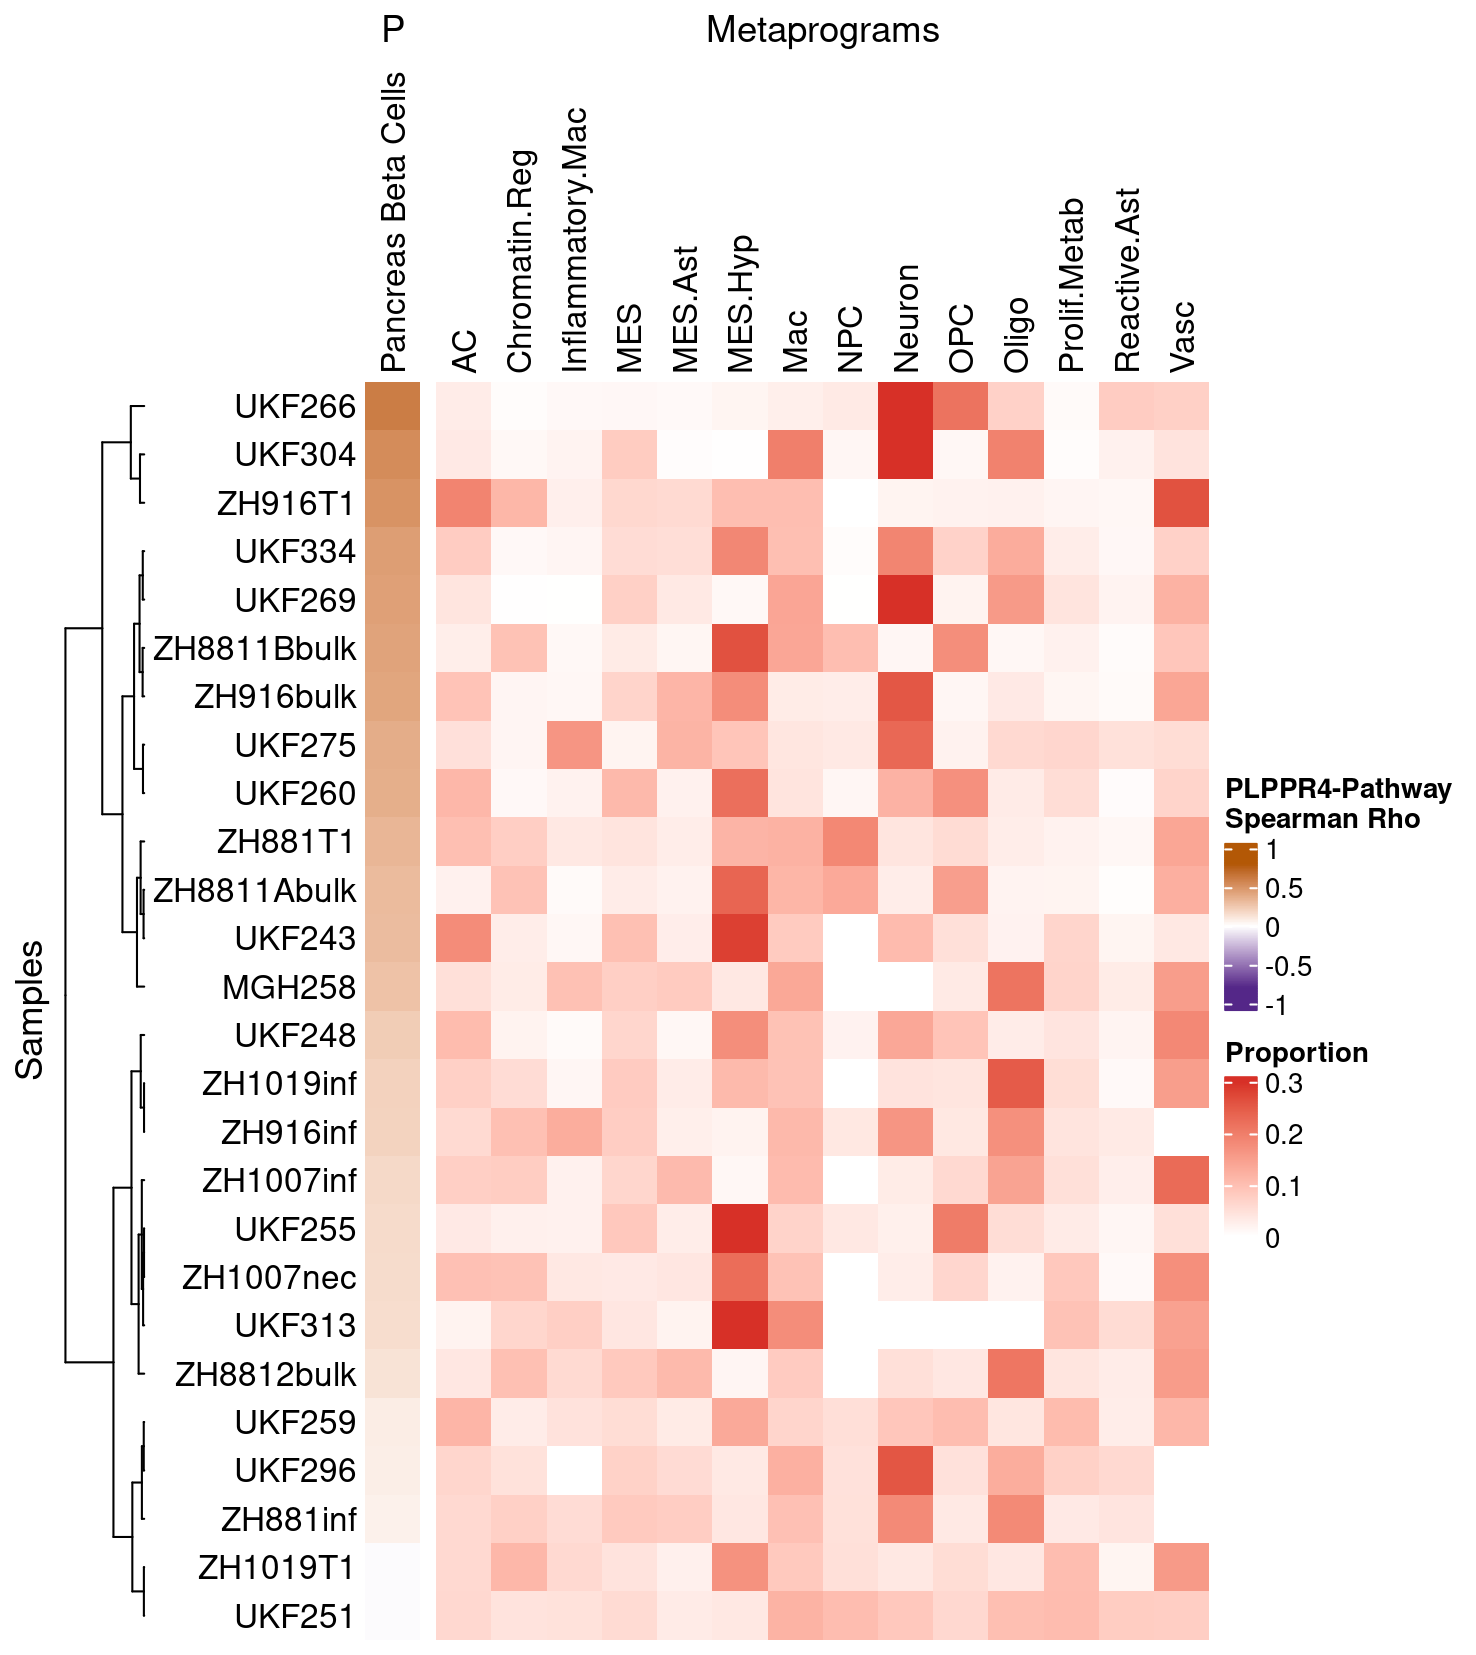 P
Metaprograms
Pancreas Beta Cells
AC
Chromatin.Reg
Inflammatory.Mac
MES
MES.Ast
MES.Hyp
Mac
NPC
Neuron
OPC
Oligo
Prolif.Metab
Reactive.Ast
Vasc
Samples
UKF266
UKF304
ZH916T1
UKF334
UKF269
ZH8811Bbulk
ZH916bulk
UKF275
UKF260
ZH881T1
ZH8811Abulk
UKF243
MGH258
UKF248
ZH1019inf
ZH916inf
ZH1007inf
UKF255
ZH1007nec
UKF313
ZH8812bulk
UKF259
UKF296
ZH881inf
ZH1019T1
UKF251
PLPPR4-Pathway
Spearman Rho
1
0.5
0
-0.5
-1
Proportion
0.3
0.2
0.1
0